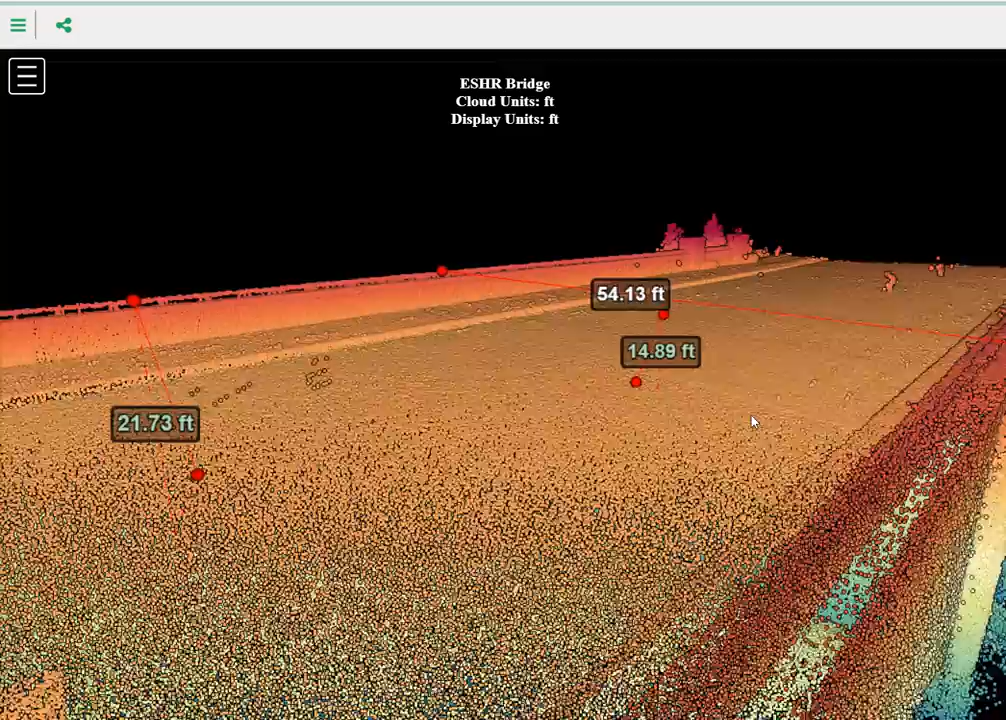 ESHR Bridge
Cloud Units: ft
Display Units: ft
54.13 ft
14.89 ft
21.73 ft